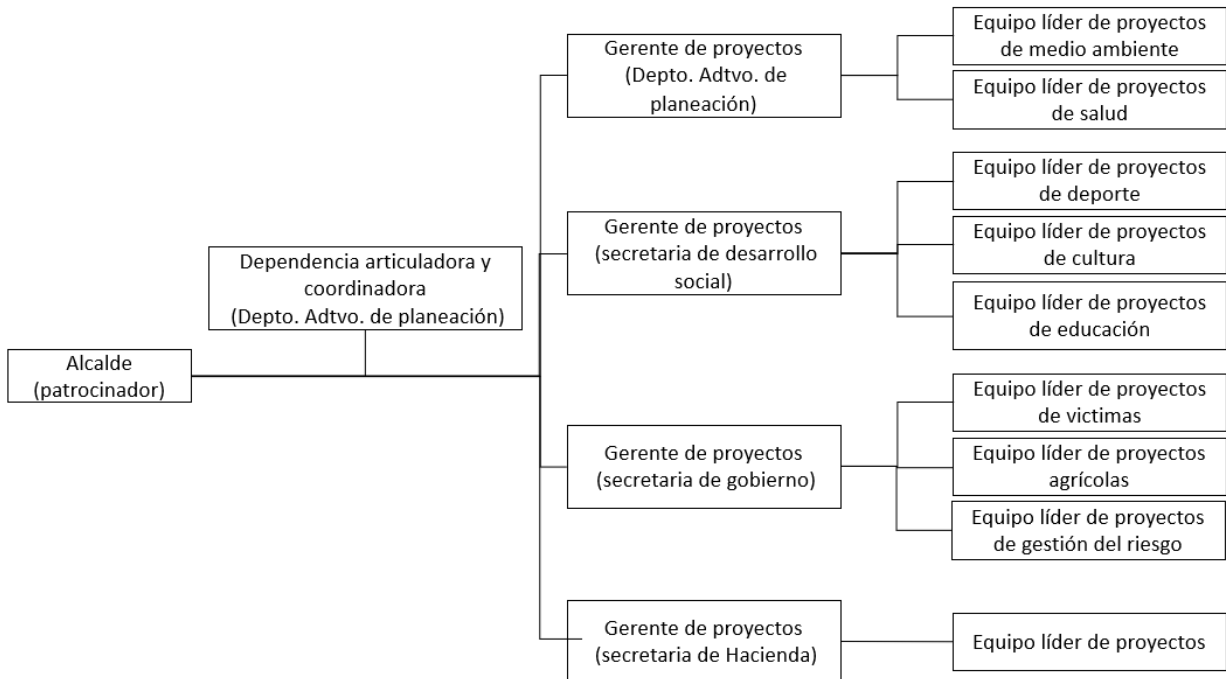 Alcalde
(patrocinador)
Dependencia articuladora y
coordinadora
(Depto. Adtvo. de planeación)
Gerente de proyectos
(Depto. Adtvo. de
planeación)
Equipo líder de proyectos
de medio ambiente
Equipo líder de proyectos
de salud
Gerente de proyectos
(secretaria de desarrollo
social)
Equipo líder de proyectos
de deporte
Equipo líder de proyectos
de cultura
Equipo líder de proyectos
de educación
Gerente de proyectos
(secretaria de gobierno)
Equipo líder de proyectos
de victimas
Equipo líder de proyectos
agrícolas
Equipo líder de proyectos
de gestión del riesgo
Gerente de proyectos
(secretaria de Hacienda)
Equipo líder de proyectos